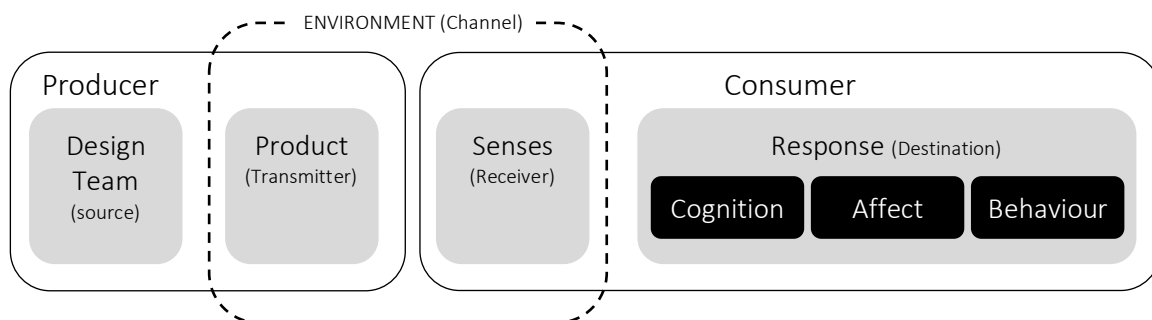 ENVIRONMENT (Channel)
Producer
Design
Team
(source)
Product
(Transmitter)
Consumer
Senses
(Receiver)
Response (Destination)
Cognition
Affect
Behaviour